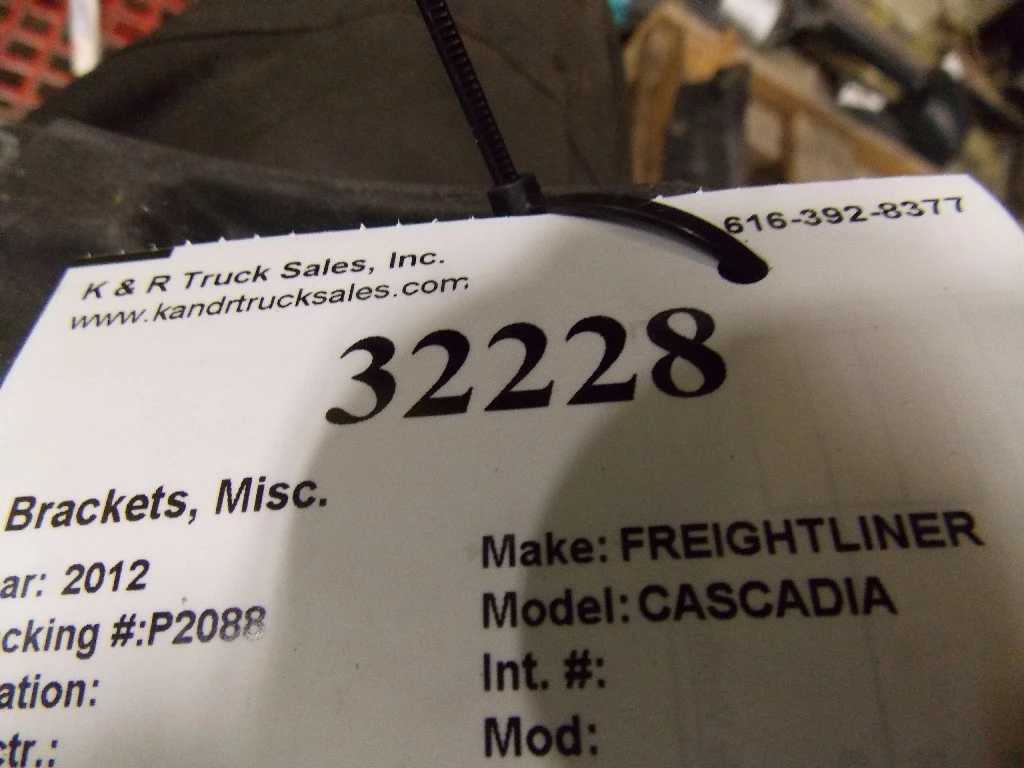 K & R Truck Sales, Inc.
616-392-8377
www.kandrtrucksales.com
32228
Brackets, Misc.
ar: 2012
Make: FREIGHTLINER
cking #:P2088
Model: CASCADIA
ation:
Int. #:
ctr.:
Mod: